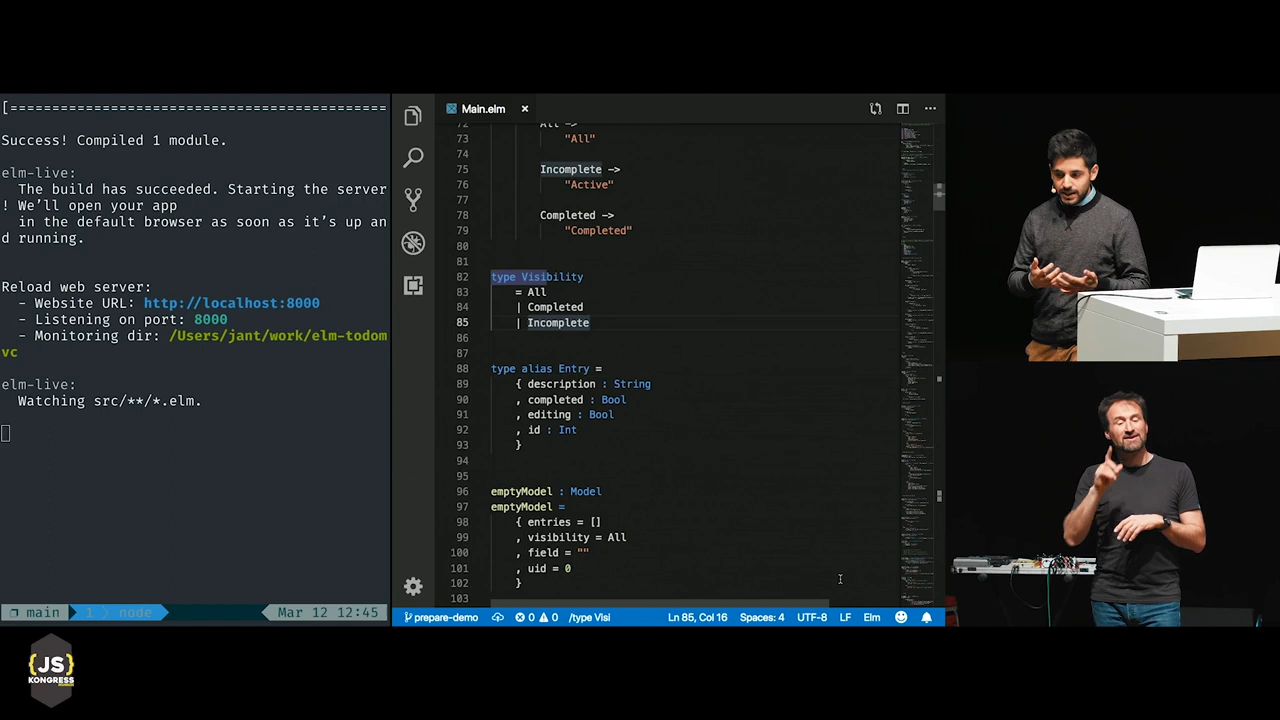 [==============================================
Success! Compiled 1 module.
elm-live:
The build has succeeded. Starting the server
! We'll open your app
in the default browser as soon as it's up an
d running.
Reload web server:
- Website URL: http://localhost:8000
- Listening on port: 8000
- Monitoring dir: /Users/jant/work/elm-todom
vc
elm-live:
Watching src/**/*.elm.
main 1 node Mar 12 12:45
Main.elm
72 All ->
73 "All"
74
75 Incomplete ->
76 "Active"
77
78 Completed ->
79 "Completed"
80
81
82 type Visibility
83 = All
84 | Completed
85 | Incomplete
86
87
88 type alias Entry =
89 { description : String
90 , completed : Bool
91 , editing : Bool
92 , id : Int
93 }
94
95
96 emptyModel : Model
97 emptyModel =
98 { entries = []
99 , visibility = All
100 , field = ""
101 , uid = 0
102 }
103
prepare-demo 0 0 /type Visi Ln 85, Col 16 Spaces: 4 UTF-8 LF Elm
{JS}
KONGRESS